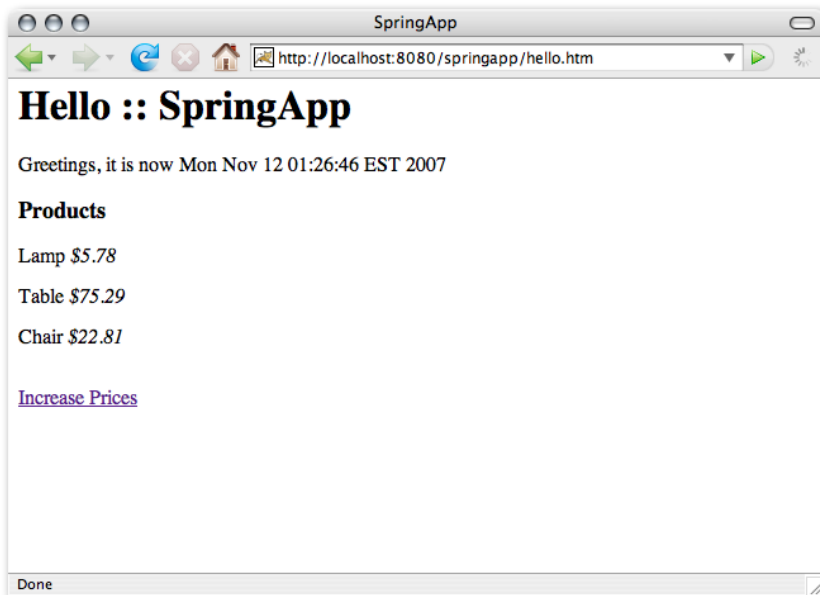 SpringApp
http://localhost:8080/springapp/hello.htm
Hello :: SpringApp
Greetings, it is now Mon Nov 12 01:26:46 EST 2007
Products
Lamp $5.78
Table $75.29
Chair $22.81
Increase Prices
Done